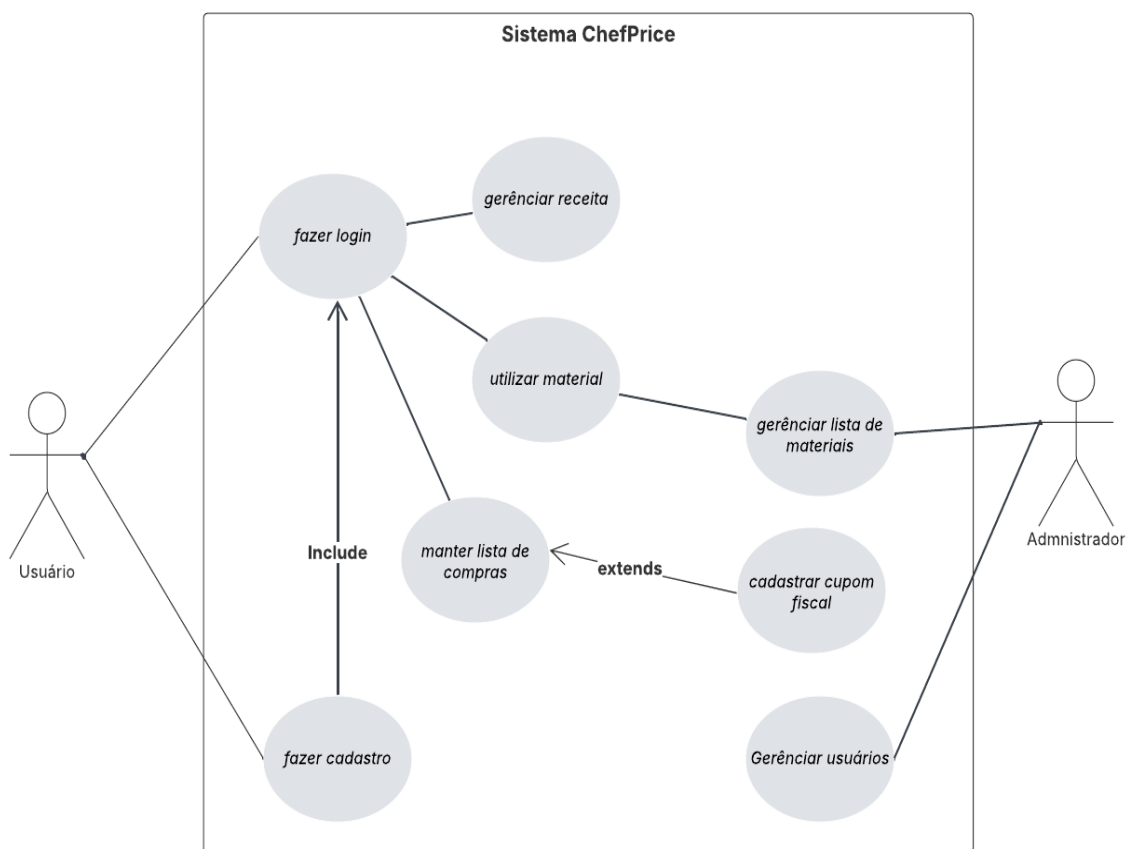 Sistema ChefPrice
gerênciar receita
fazer login
utilizar material
gerênciar lista de
materiais
Admnistrador
Include
manter lista de
compras
extends
cadastrar cupom
fiscal
Usuário
fazer cadastro
Gerênciar usuários